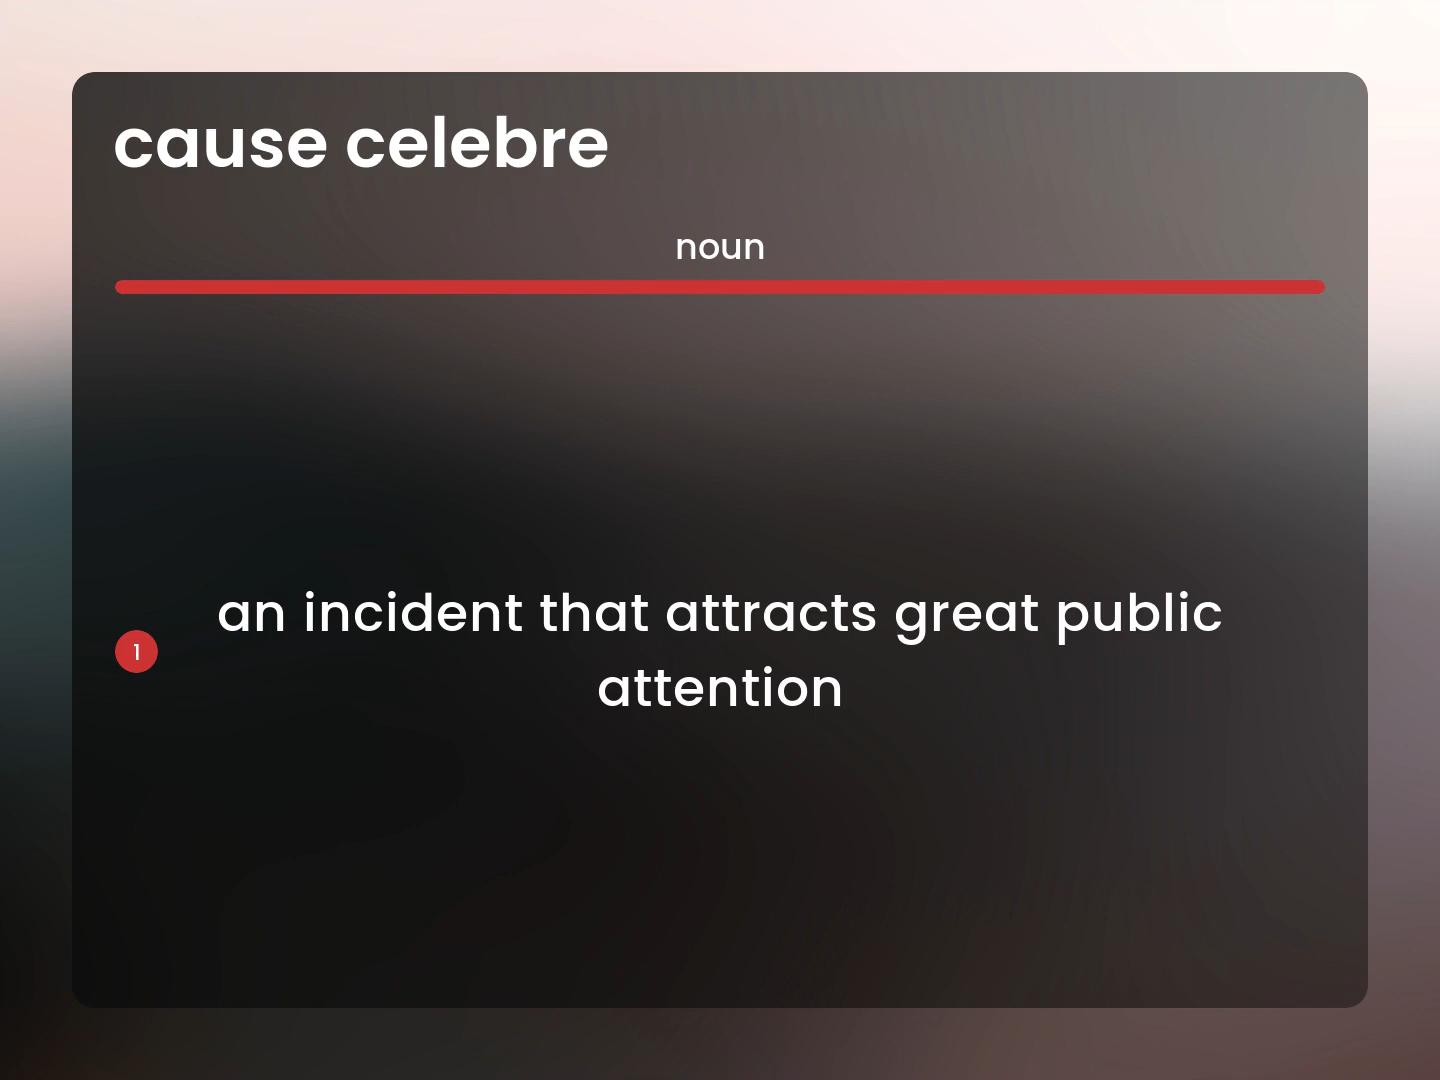 cause celebre
noun
1
an incident that attracts great public
attention